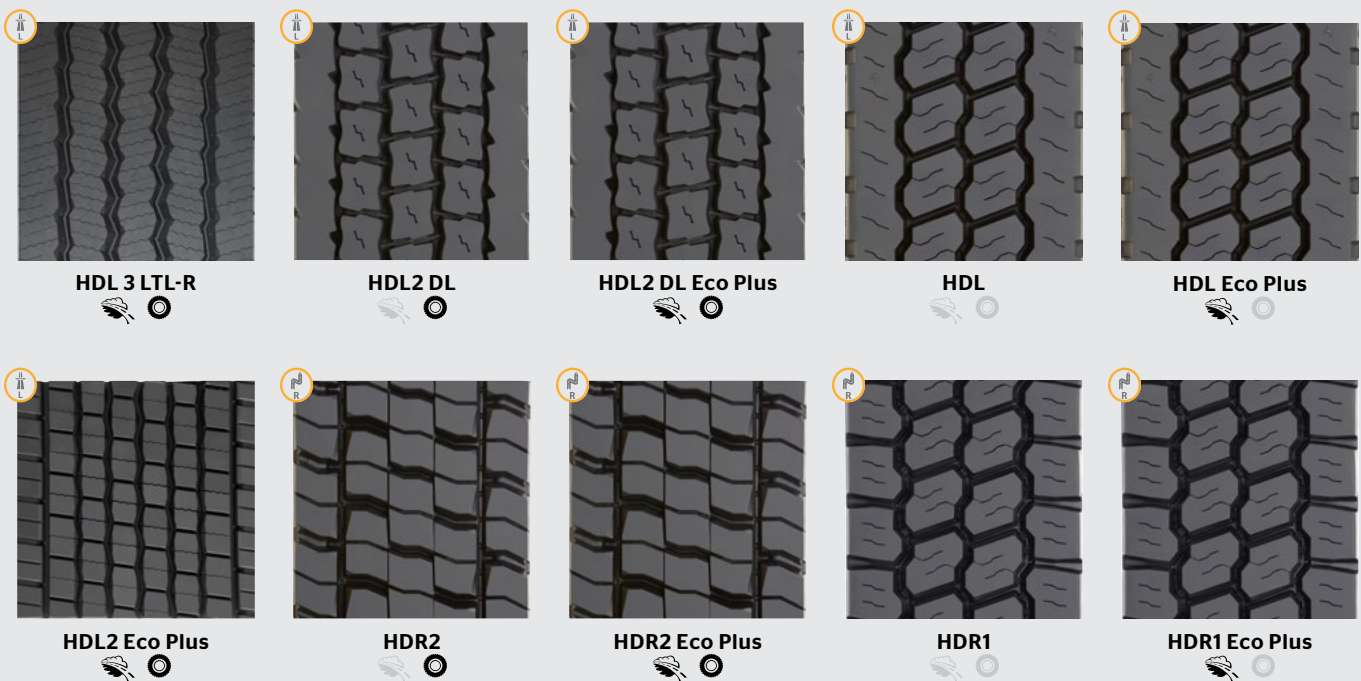 L
L
L
L
L
HDL 3 LTL-R
HDL2 DL
HDL2 DL Eco Plus
HDL
HDL Eco Plus
L
R
R
R
R
HDL2 Eco Plus
HDR2
HDR2 Eco Plus
HDR1
HDR1 Eco Plus